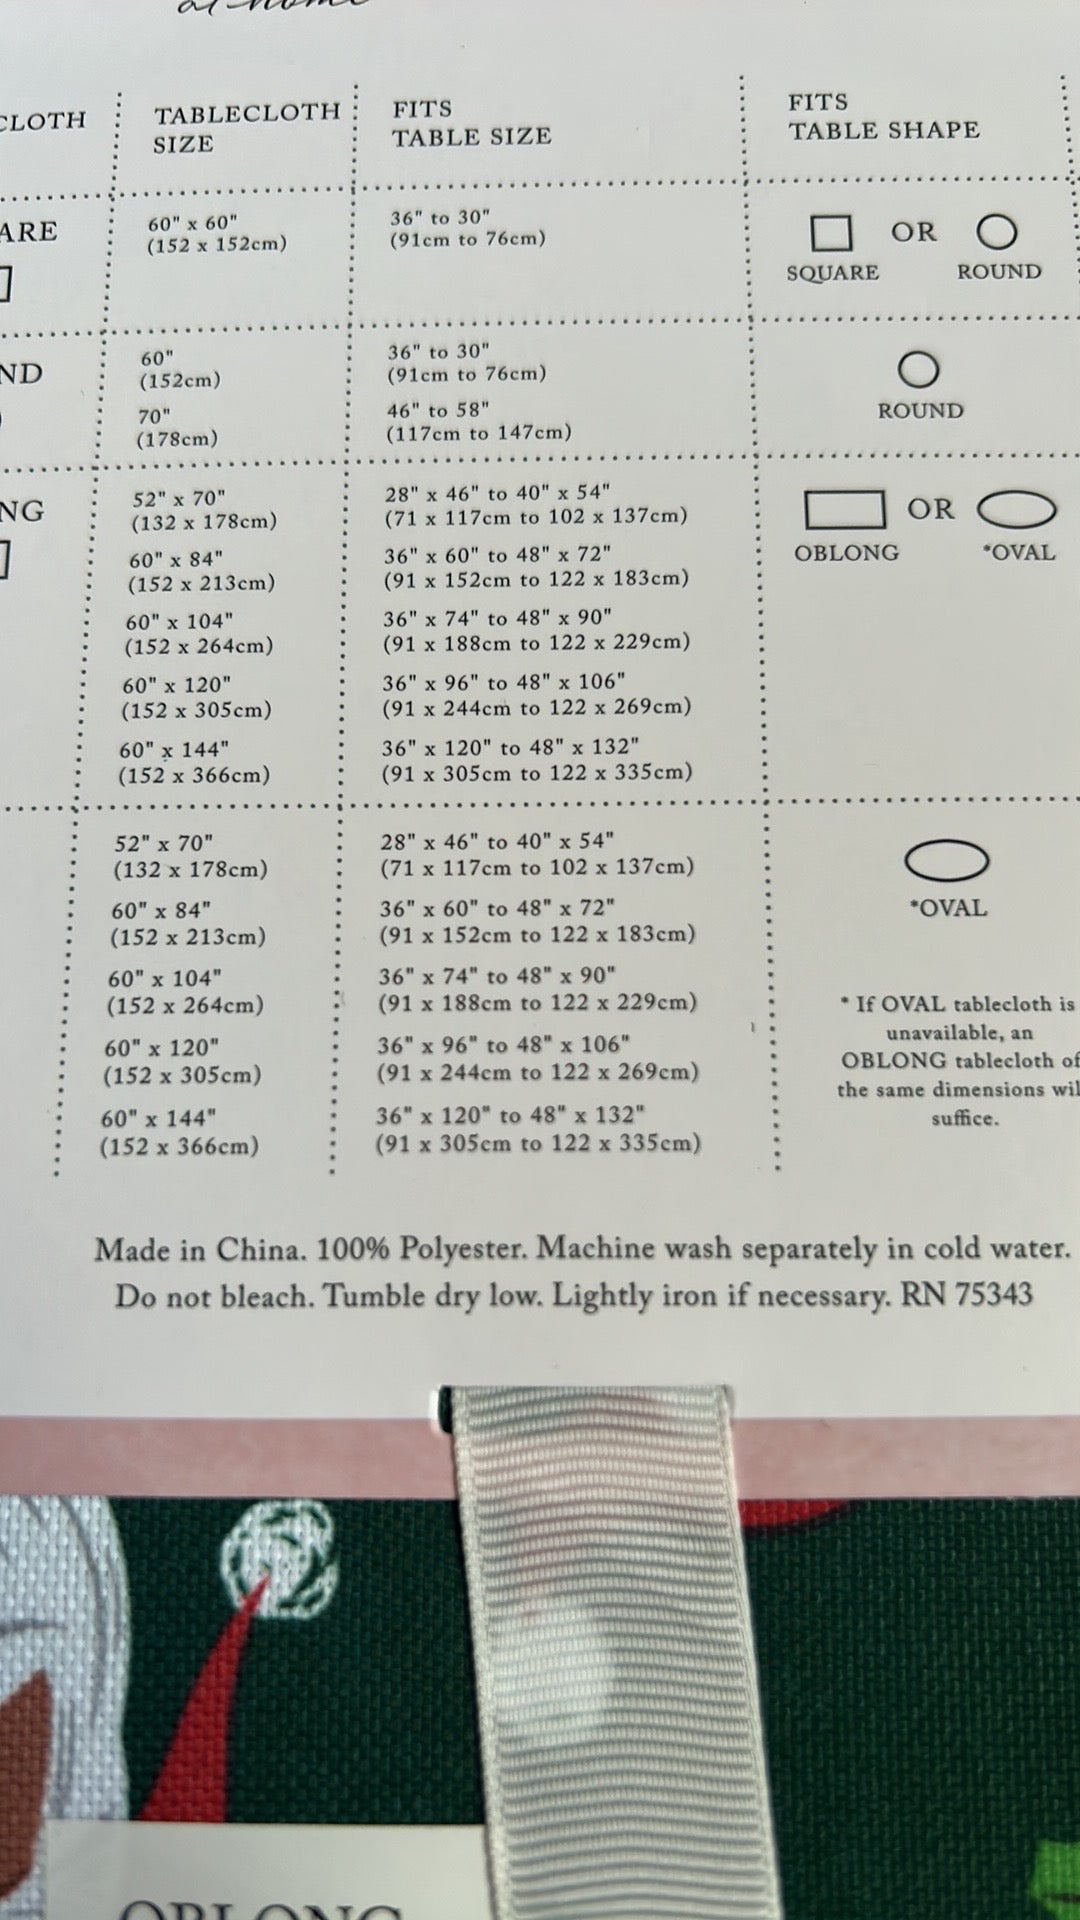 at home
CLOTH
TABLECLOTH
SIZE
FITS
TABLE SIZE
FITS
TABLE SHAPE
ARE
60" x 60"
(152 x 152cm)
36" to 30"
(91cm to 76cm)
OR
SQUARE ROUND
ND
60"
(152cm)
70"
(178cm)
36" to 30"
(91cm to 76cm)
46" to 58"
(117cm to 147cm)
ROUND
NG
52" x 70"
(132 x 178cm)
60" x 84"
(152 x 213cm)
60" x 104"
(152 x 264cm)
60" x 120"
(152 x 305cm)
60" x 144"
(152 x 366cm)
28" x 46" to 40" x 54"
(71 x 117cm to 102 x 137cm)
36" x 60" to 48" x 72"
(91 x 152cm to 122 x 183cm)
36" x 74" to 48" x 90"
(91 x 188cm to 122 x 229cm)
36" x 96" to 48" x 106"
(91 x 244cm to 122 x 269cm)
36" x 120" to 48" x 132"
(91 x 305cm to 122 x 335cm)
OR
OBLONG *OVAL
52" x 70"
(132 x 178cm)
60" x 84"
(152 x 213cm)
60" x 104"
(152 x 264cm)
60" x 120"
(152 x 305cm)
60" x 144"
(152 x 366cm)
28" x 46" to 40" x 54"
(71 x 117cm to 102 x 137cm)
36" x 60" to 48" x 72"
(91 x 152cm to 122 x 183cm)
36" x 74" to 48" x 90"
(91 x 188cm to 122 x 229cm)
36" x 96" to 48" x 106"
(91 x 244cm to 122 x 269cm)
36" x 120" to 48" x 132"
(91 x 305cm to 122 x 335cm)
*OVAL
* If OVAL tablecloth is
unavailable, an
OBLONG tablecloth of
the same dimensions wil
suffice.
Made in China. 100% Polyester. Machine wash separately in cold water.
Do not bleach. Tumble dry low. Lightly iron if necessary. RN 75343
OBLONG